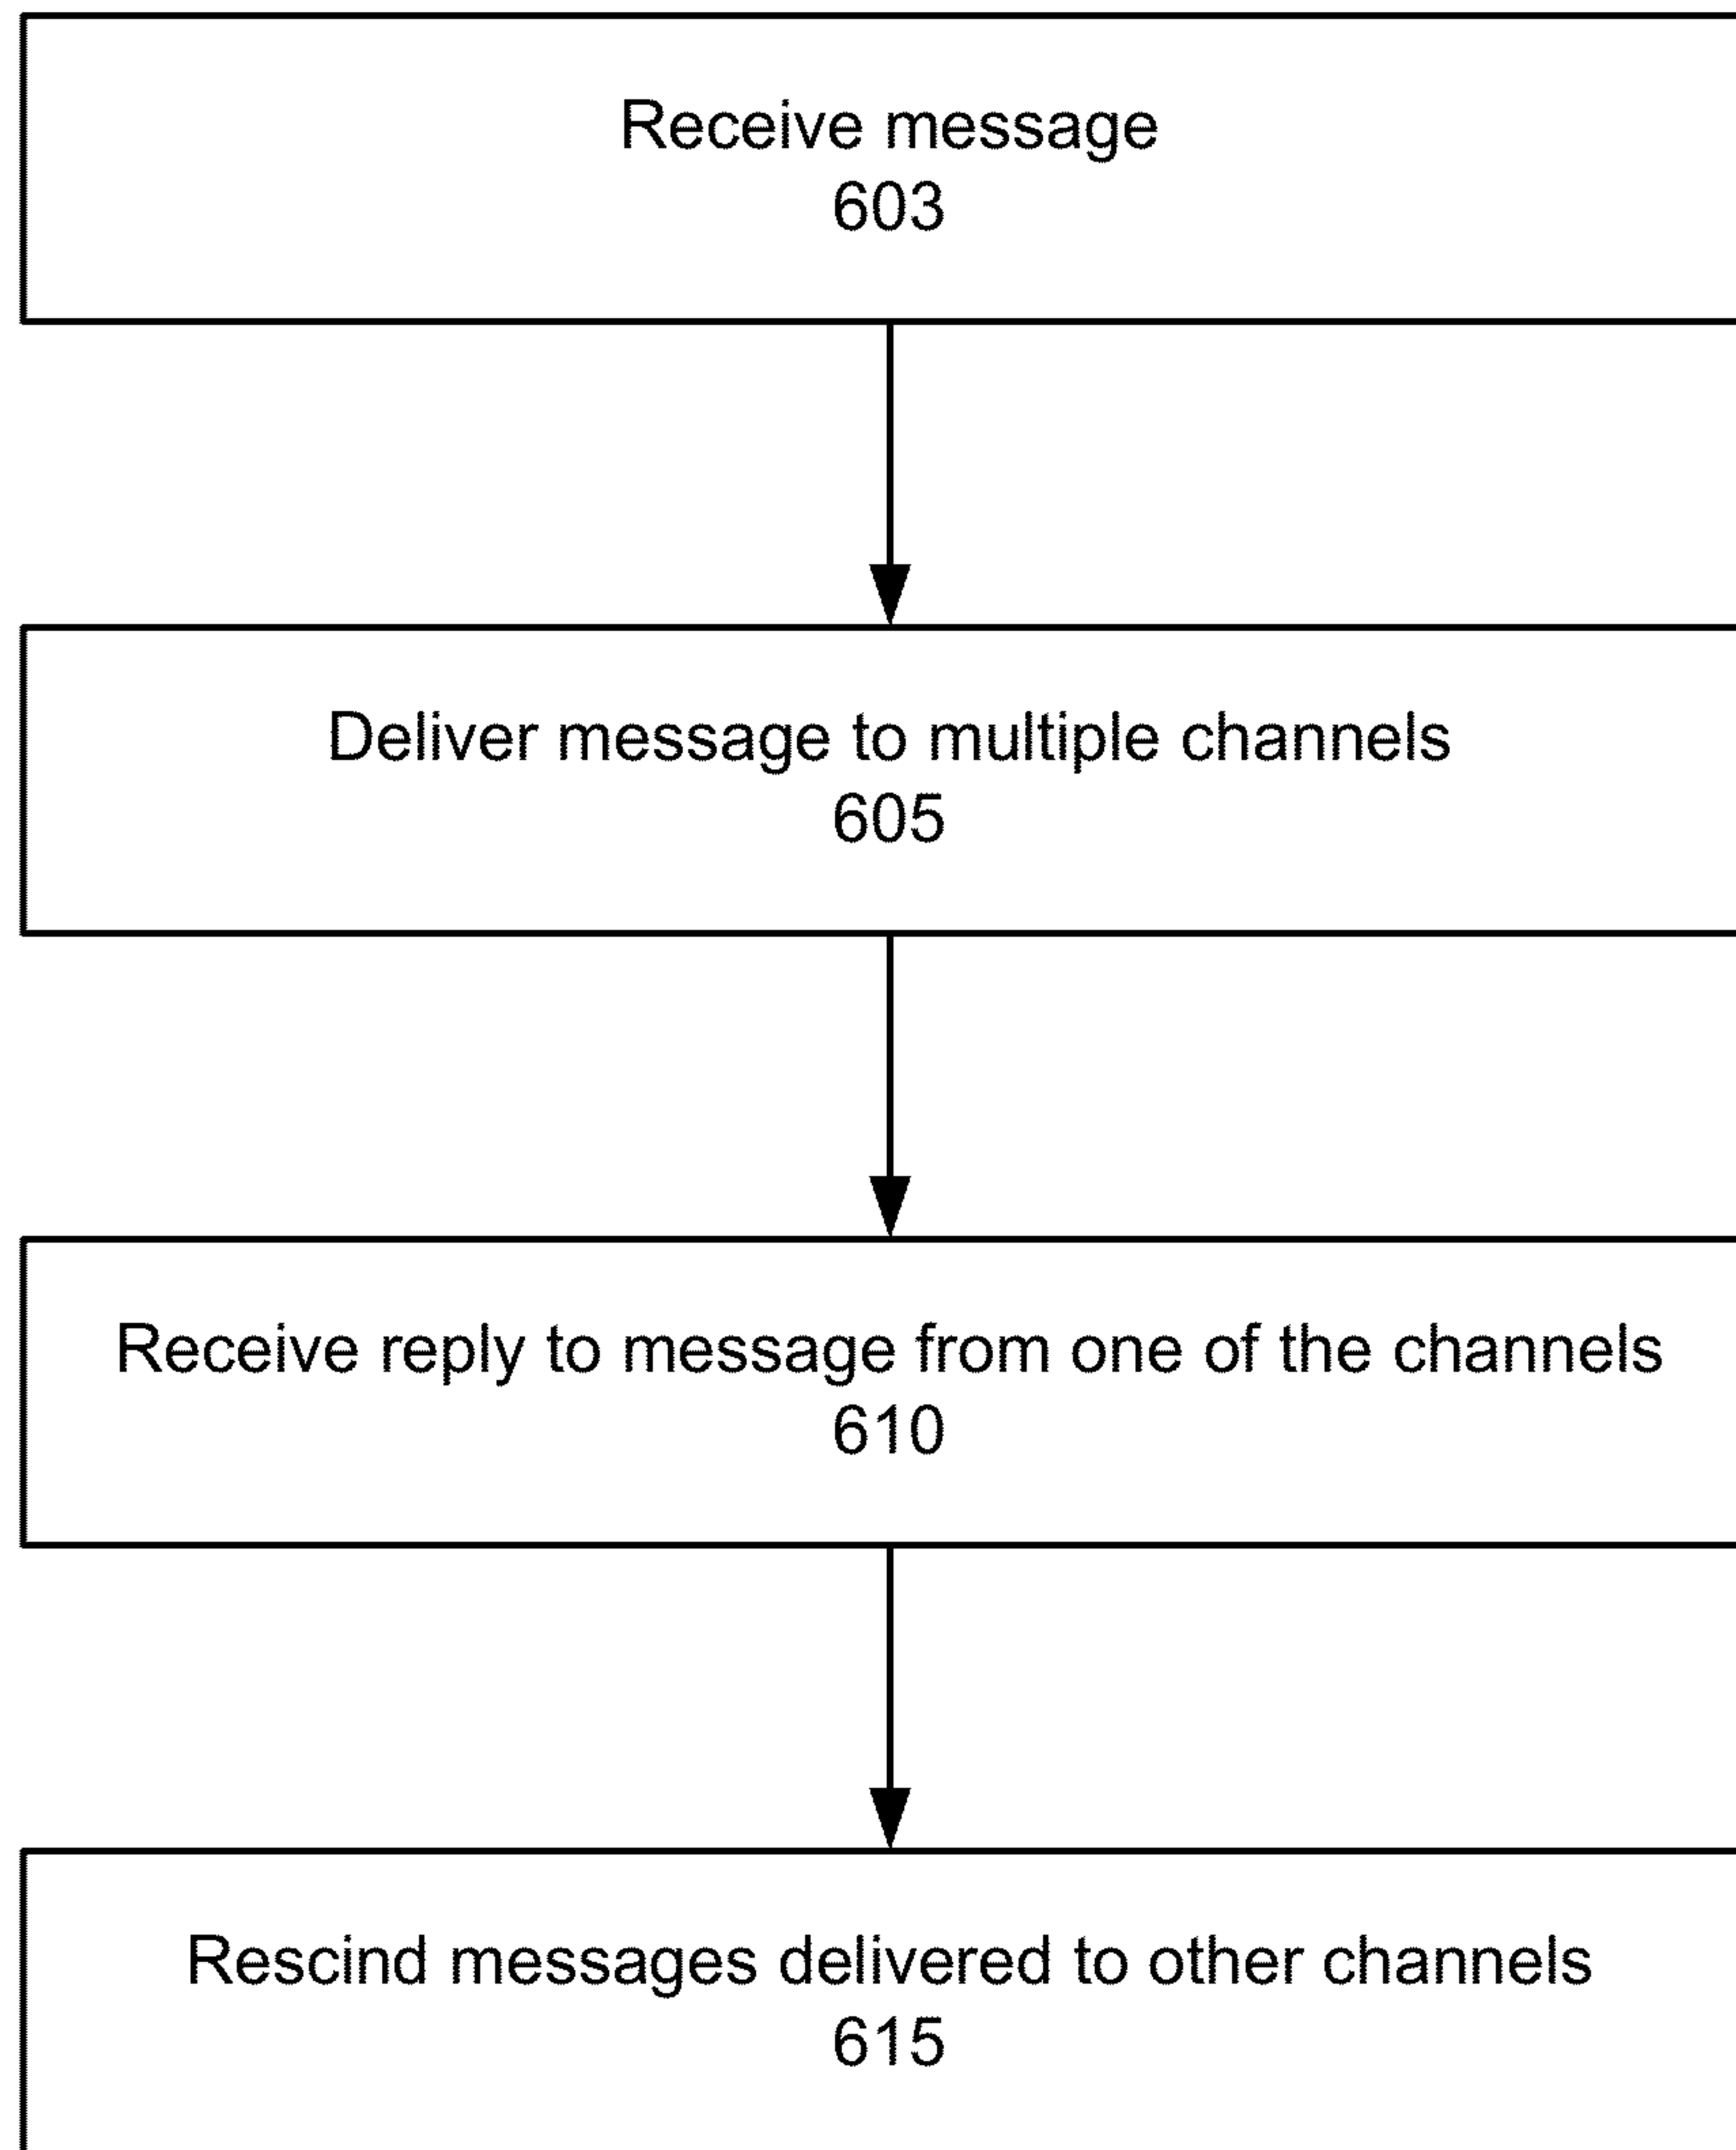 Receive message
603
Deliver message to multiple channels
605
Receive reply to message from one of the channels
610
Rescind messages delivered to other channels
615